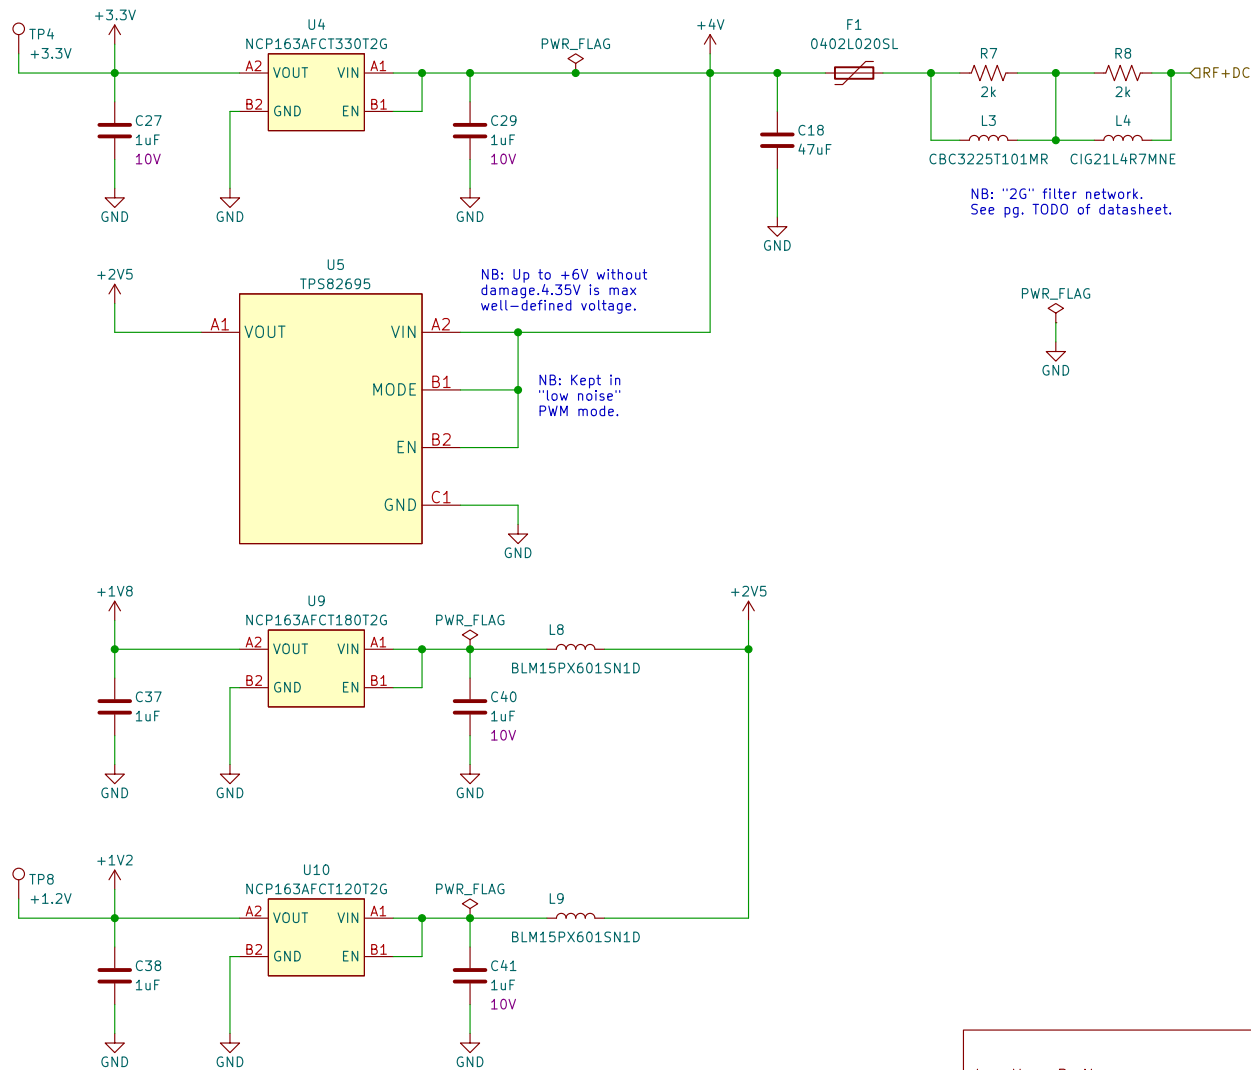 TP4
+3.3V
+3.3V
U4
NCP163AFCT330T2G
A2 VOUT VIN A1
B2 GND EN B1
C27
1uF
10V
GND
GND
PWR_FLAG
C29
1uF
10V
GND
+4V
C18
47uF
GND
F1
0402L020SL
R7
2k
L3
CBC3225T101MR
R8
2k
L4
CIG21L4R7MNE
RF+DC
NB: "2G" filter network.
See pg. TODO of datasheet.
PWR_FLAG
GND
+2V5
U5
TPS82695
A1 VOUT VIN A2
MODE B1
EN B2
GND C1
GND
NB: Up to +6V without
damage.4.35V is max
well-defined voltage.
NB: Kept in
"low noise"
PWM mode.
+1V8
U9
NCP163AFCT180T2G
A2 VOUT VIN A1
B2 GND EN B1
C37
1uF
GND
GND
PWR_FLAG
C40
1uF
10V
GND
L8
BLM15PX601SN1D
+2V5
TP8
+1.2V
+1V2
U10
NCP163AFCT120T2G
A2 VOUT VIN A1
B2 GND EN B1
C38
1uF
GND
GND
PWR_FLAG
C41
1uF
10V
GND
L9
BLM15PX601SN1D